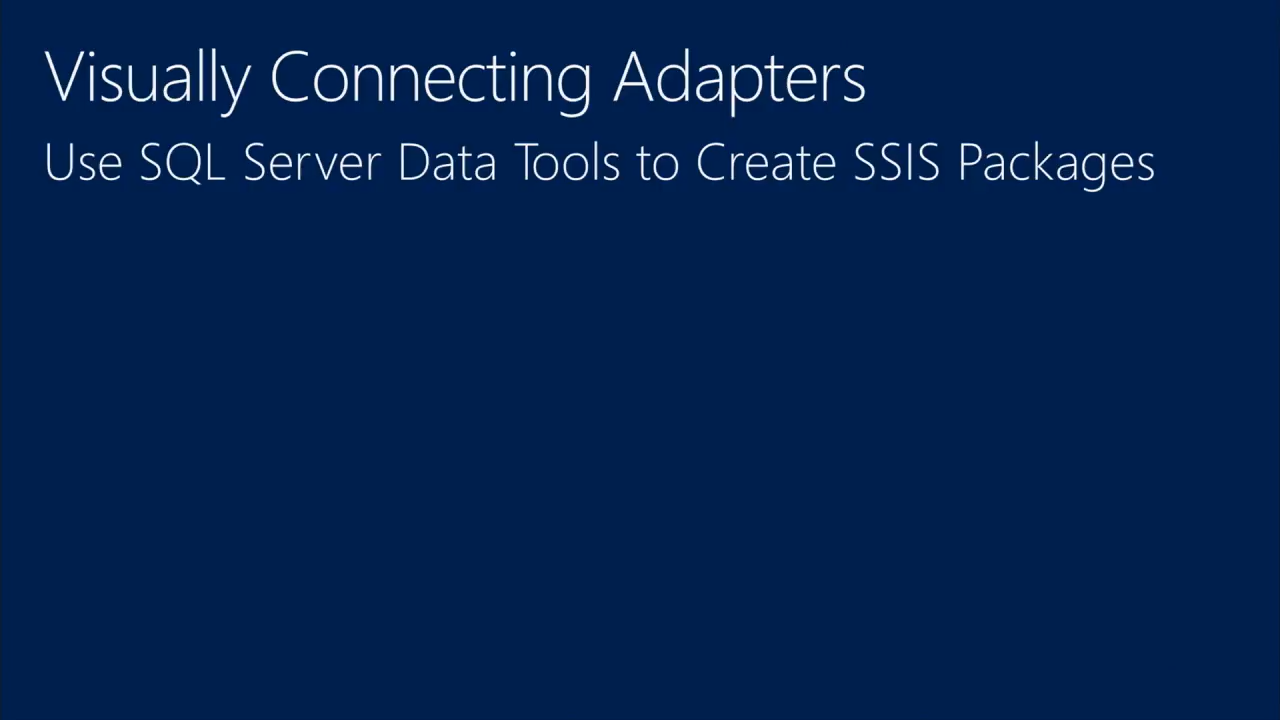 Visually Connecting Adapters
Use SQL Server Data Tools to Create SSIS Packages